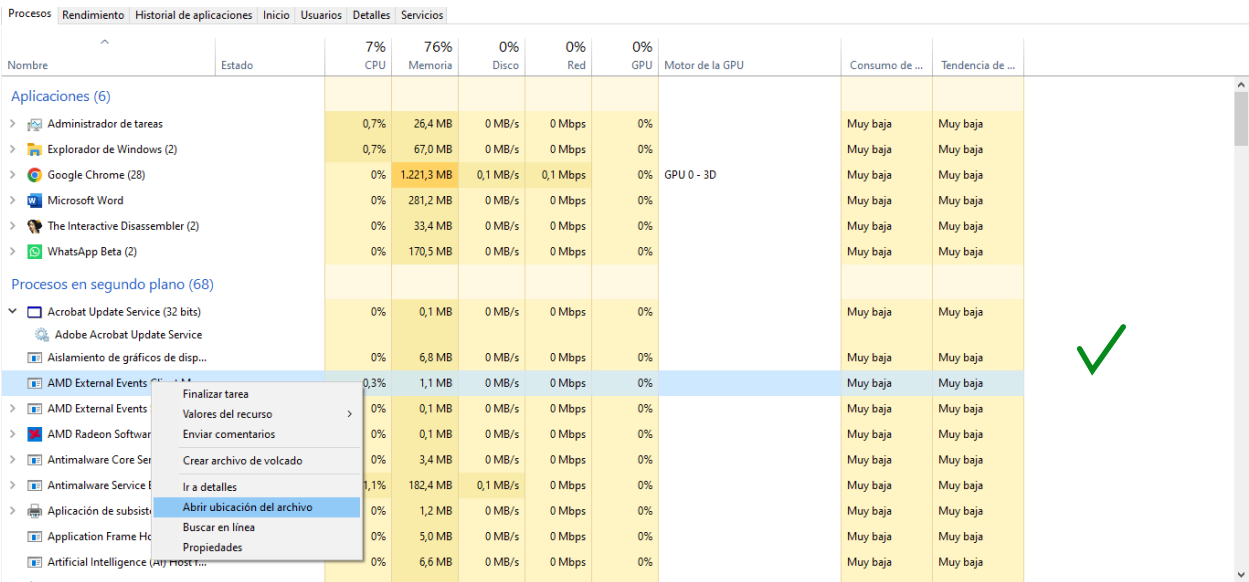 Procesos Rendimiento Historial de aplicaciones Inicio Usuarios Detalles Servicios
7% 76% 0% 0% 0%
Nombre Estado CPU Memoria Disco Red GPU Motor de la GPU Consumo de ... Tendencia de ...
Aplicaciones (6)
Administrador de tareas 0,7% 26,4 MB 0 MB/s 0 Mbps 0% Muy baja Muy baja
Explorador de Windows (2) 0,7% 67,0 MB 0 MB/s 0 Mbps 0% Muy baja Muy baja
Google Chrome (28) 0% 1.221,3 MB 0,1 MB/s 0,1 Mbps 0% GPU 0 - 3D Muy baja Muy baja
Microsoft Word 0% 281,2 MB 0 MB/s 0 Mbps 0% Muy baja Muy baja
The Interactive Disassembler (2) 0% 33,4 MB 0 MB/s 0 Mbps 0% Muy baja Muy baja
WhatsApp Beta (2) 0% 170,5 MB 0 MB/s 0 Mbps 0% Muy baja Muy baja
Procesos en segundo plano (68)
Acrobat Update Service (32 bits) 0% 0,1 MB 0 MB/s 0 Mbps 0% Muy baja Muy baja
Adobe Acrobat Update Service
Aislamiento de gráficos de disp... 0% 6,8 MB 0 MB/s 0 Mbps 0% Muy baja Muy baja
AMD External Events 0,3% 1,1 MB 0 MB/s 0 Mbps 0% Muy baja Muy baja
Finalizar tarea
AMD External Events 0% 0,1 MB 0 MB/s 0 Mbps 0% Muy baja Muy baja
Valores del recurso
AMD Radeon Softwar 0% 0,1 MB 0 MB/s 0 Mbps 0% Muy baja Muy baja
Enviar comentarios
Antimalware Core Ser 0% 3,4 MB 0 MB/s 0 Mbps 0% Muy baja Muy baja
Crear archivo de volcado
Antimalware Service 1,1% 182,4 MB 0,1 MB/s 0 Mbps 0% Muy baja Muy baja
Ir a detalles
Aplicación de subsist 0% 1,2 MB 0 MB/s 0 Mbps 0% Muy baja Muy baja
Abrir ubicación del archivo
Buscar en línea
Application Frame Ho 0% 5,0 MB 0 MB/s 0 Mbps 0% Muy baja Muy baja
Propiedades
Artificial Intelligence (AI) Host f... 0% 6,6 MB 0 MB/s 0 Mbps 0% Muy baja Muy baja